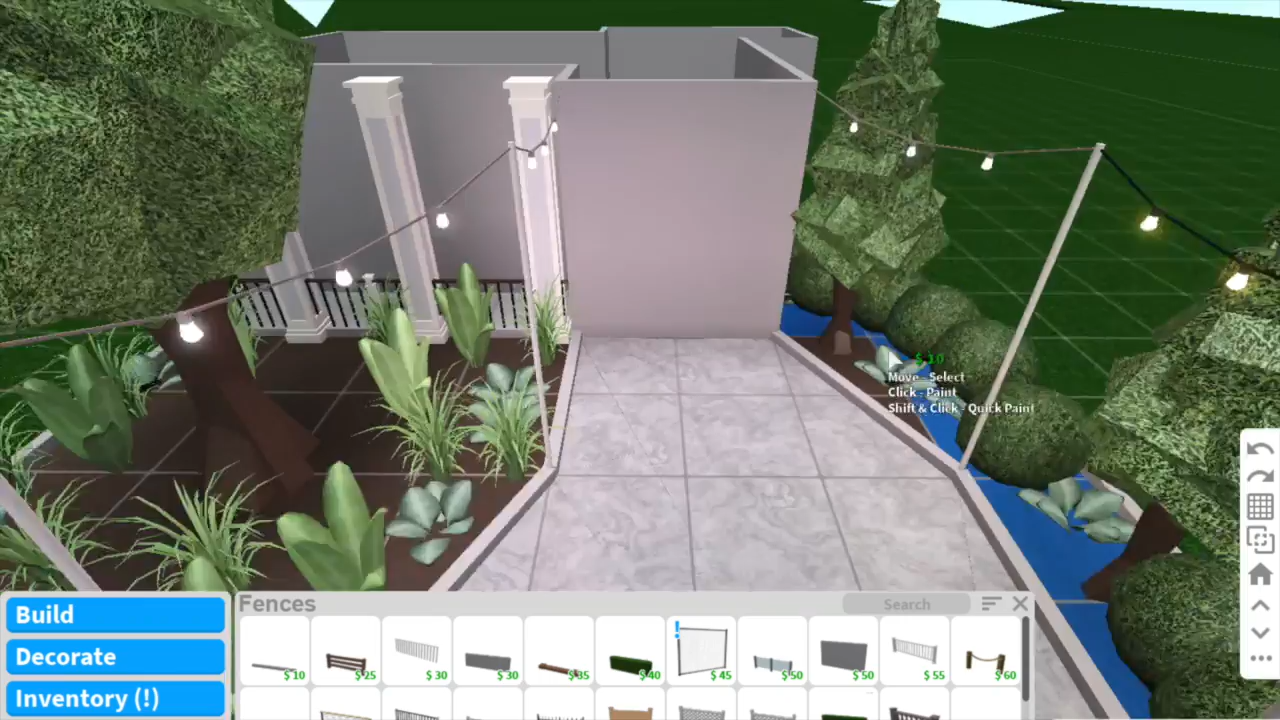 $ 10
Move - Select
Click - Paint
Shift & Click - Quick Paint
Build
Decorate
Inventory (!)
Fences
Search
! 
$ 10 $ 25 $ 30 $ 30 $ 35 $ 40 $ 45 $ 50 $ 50 $ 55 $ 60